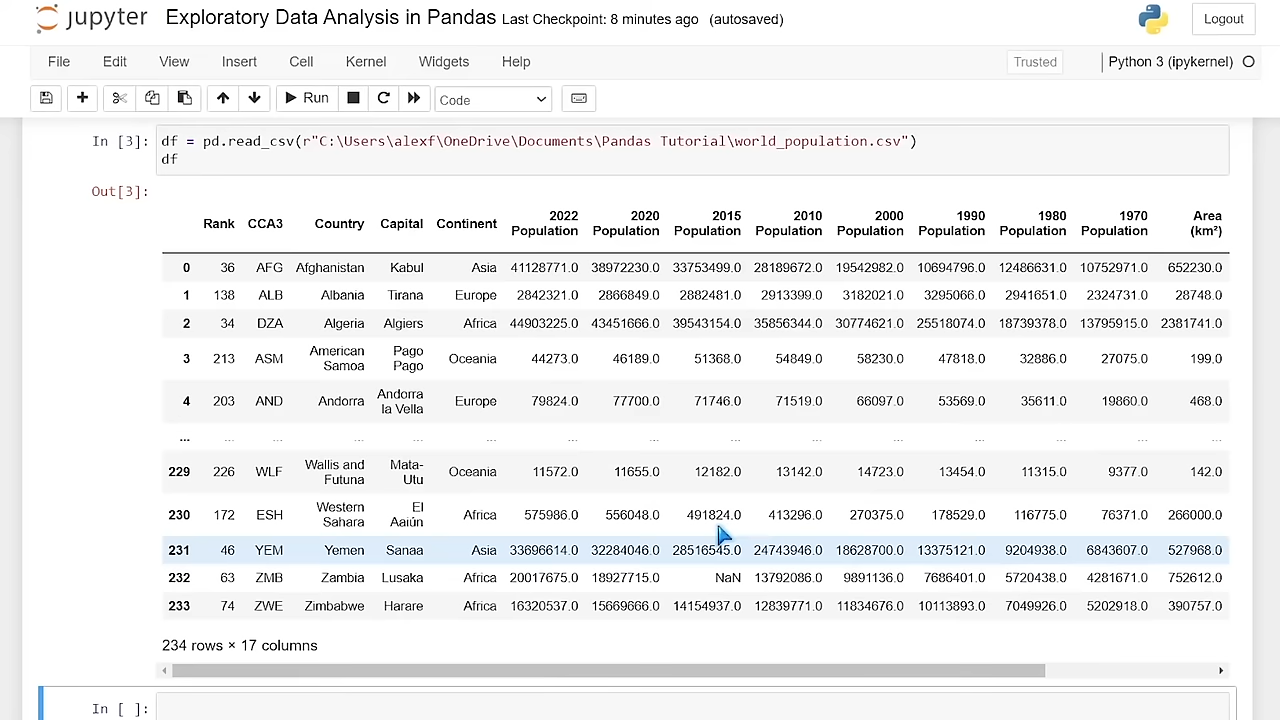 jupyter Exploratory Data Analysis in Pandas Last Checkpoint: 8 minutes ago (autosaved) Logout
File Edit View Insert Cell Kernel Widgets Help Trusted Python 3 (ipykernel)
Run Code
In [3]: df = pd.read_csv(r"C:\Users\alexf\OneDrive\Documents\Pandas Tutorial\world_population.csv")
df
Out[3]:
Rank CCA3 Country Capital Continent 2022 Population 2020 Population 2015 Population 2010 Population 2000 Population 1990 Population 1980 Population 1970 Population Area (km²)
0 36 AFG Afghanistan Kabul Asia 41128771.0 38972230.0 33753499.0 28189672.0 19542982.0 10694796.0 12486631.0 10752971.0 652230.0
1 138 ALB Albania Tirana Europe 2842321.0 2866849.0 2882481.0 2913399.0 3182021.0 3295066.0 2941651.0 2324731.0 28748.0
2 34 DZA Algeria Algiers Africa 44903225.0 43451666.0 39543154.0 35856344.0 30774621.0 25518074.0 18739378.0 13795915.0 2381741.0
3 213 ASM American Samoa Pago Pago Oceania 44273.0 46189.0 51368.0 54849.0 58230.0 47818.0 32886.0 27075.0 199.0
4 203 AND Andorra Andorra la Vella Europe 79824.0 77700.0 71746.0 71519.0 66097.0 53569.0 35611.0 19860.0 468.0
... ... ... ... ... ... ... ... ... ... ... ... ... ... ...
229 226 WLF Wallis and Futuna Mata-Utu Oceania 11572.0 11655.0 12182.0 13142.0 14723.0 13454.0 11315.0 9377.0 142.0
230 172 ESH Western Sahara El Aaiún Africa 575986.0 556048.0 491824.0 413296.0 270375.0 178529.0 116775.0 76371.0 266000.0
231 46 YEM Yemen Sanaa Asia 33696614.0 32284046.0 28516545.0 24743946.0 18628700.0 13375121.0 9204938.0 6843607.0 527968.0
232 63 ZMB Zambia Lusaka Africa 20017675.0 18927715.0 NaN 13792086.0 9891136.0 7686401.0 5720438.0 4281671.0 752612.0
233 74 ZWE Zimbabwe Harare Africa 16320537.0 15669666.0 14154937.0 12839771.0 11834676.0 10113893.0 7049926.0 5202918.0 390757.0
234 rows × 17 columns
In [ ]: